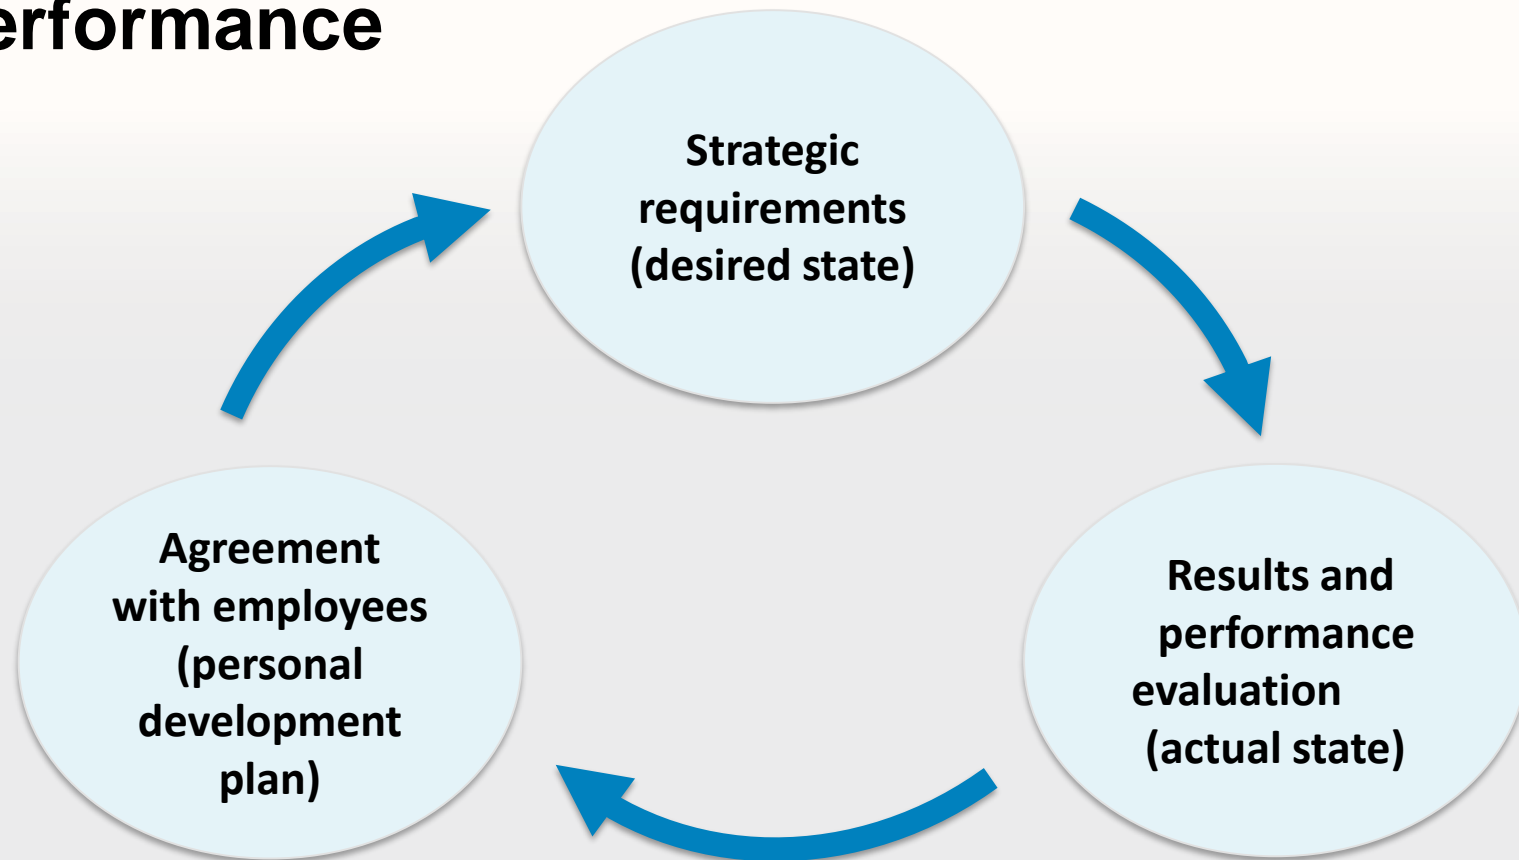 erformance
Strategic
requirements
(desired state)
Agreement
with employees
(personal
development
plan)
Results and
performance
evaluation
(actual state)